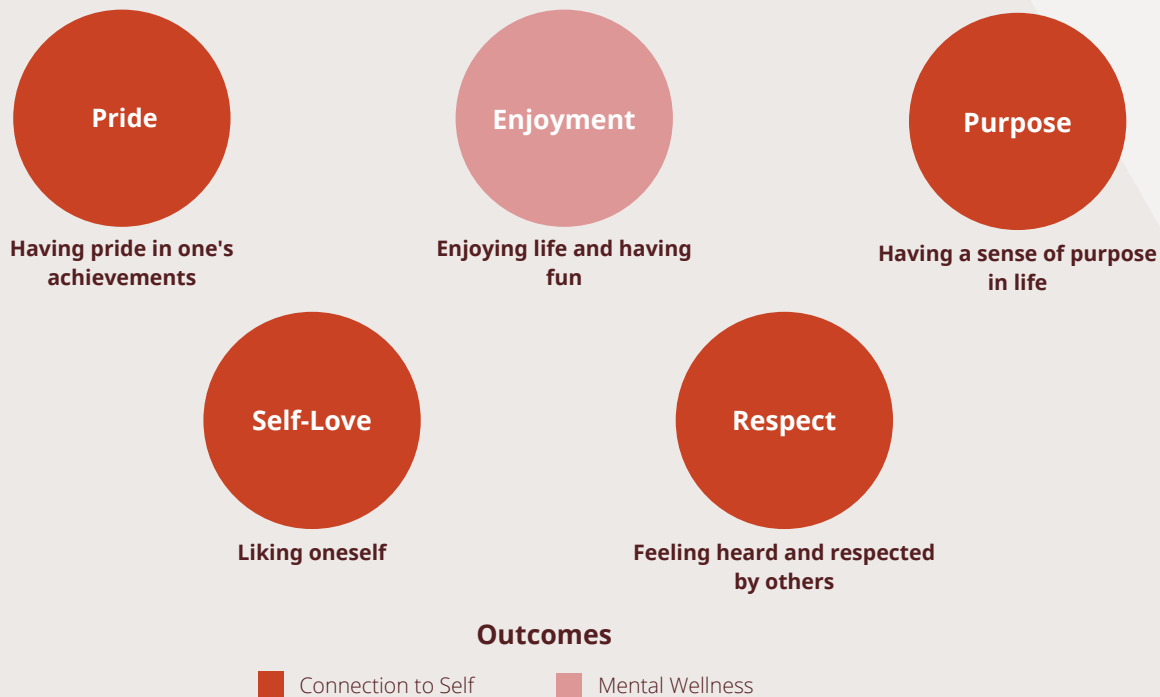 Pride
Enjoyment
Purpose
Having pride in one's
achievements
Enjoying life and having
fun
Having a sense of purpose
in life
Self-Love
Respect
Liking oneself
Feeling heard and respected
by others
Outcomes
Connection to Self
Mental Wellness